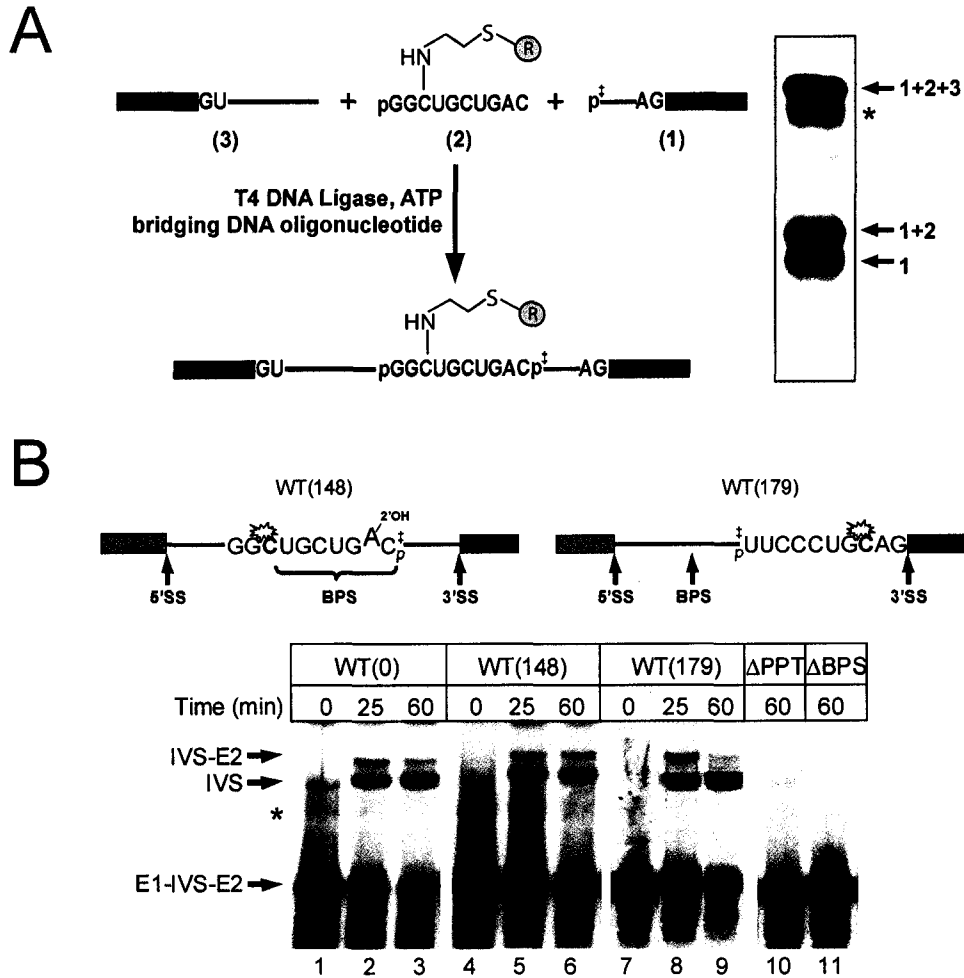 A
S
R
HN
GU + pGGCUGCUGAC + p‡ AG
(3) (2) (1)
T4 DNA Ligase, ATP
bridging DNA oligonucleotide
S
R
HN
GU pGGCUGCUGACp‡ AG
1+2+3
*
1+2
1
B
WT(148) WT(179)
GGCUGCUGACp‡ 2'OH
p‡UUCCCUGCAG
5'SS BPS 3'SS 5'SS BPS 3'SS
WT(0) WT(148) WT(179) ΔPPT ΔBPS
Time (min) 0 25 60 0 25 60 0 25 60 60 60
IVS-E2
IVS
*
E1-IVS-E2
1 2 3 4 5 6 7 8 9 10 11